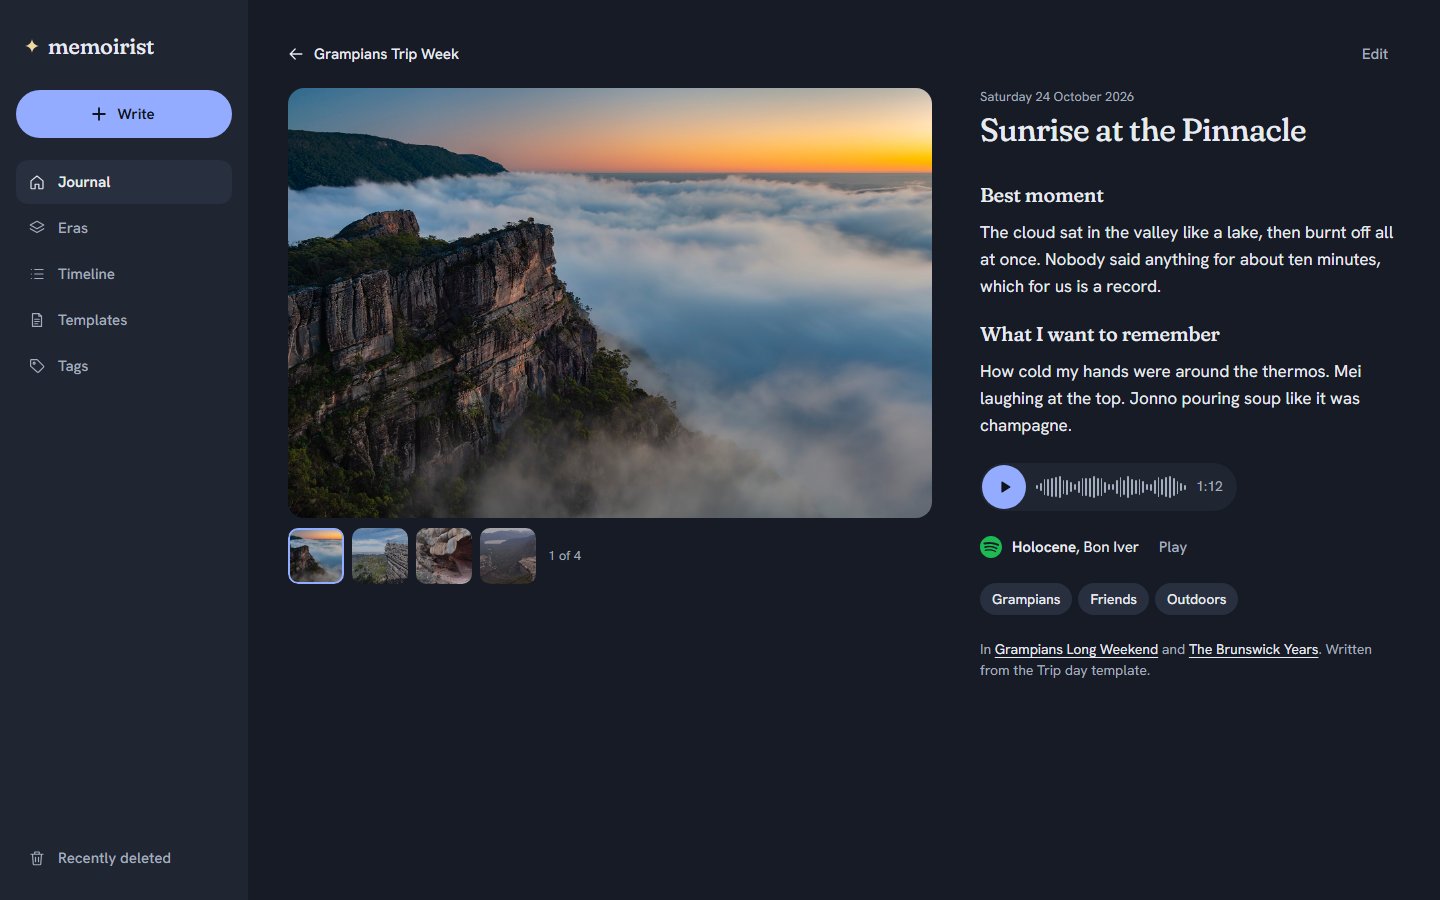 memoirist
Write
Journal
Eras
Timeline
Templates
Tags
Recently deleted
Grampians Trip Week
Edit
1 of 4
Saturday 24 October 2026
Sunrise at the Pinnacle
Best moment
The cloud sat in the valley like a lake, then burnt off all
at once. Nobody said anything for about ten minutes,
which for us is a record.
What I want to remember
How cold my hands were around the thermos. Mei
laughing at the top. Jonno pouring soup like it was
champagne.
1:12
Holocene, Bon Iver Play
Grampians Friends Outdoors
In Grampians Long Weekend and The Brunswick Years. Written
from the Trip day template.